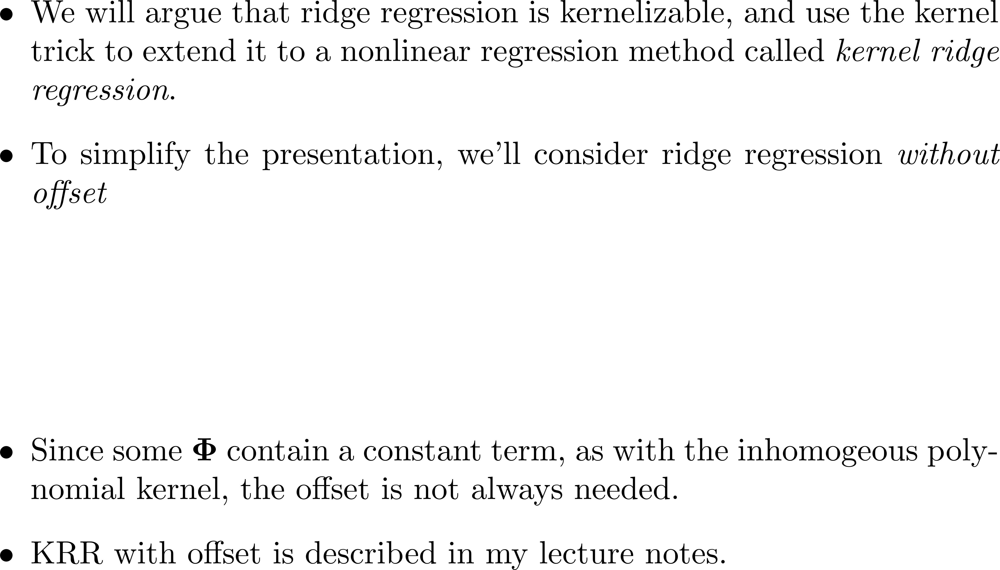 • We will argue that ridge regression is kernelizable, and use the kernel
trick to extend it to a nonlinear regression method called kernel ridge
regression.
• To simplify the presentation, we'll consider ridge regression without
offset
• Since some Φ contain a constant term, as with the inhomogeous poly-
nomial kernel, the offset is not always needed.
• KRR with offset is described in my lecture notes.